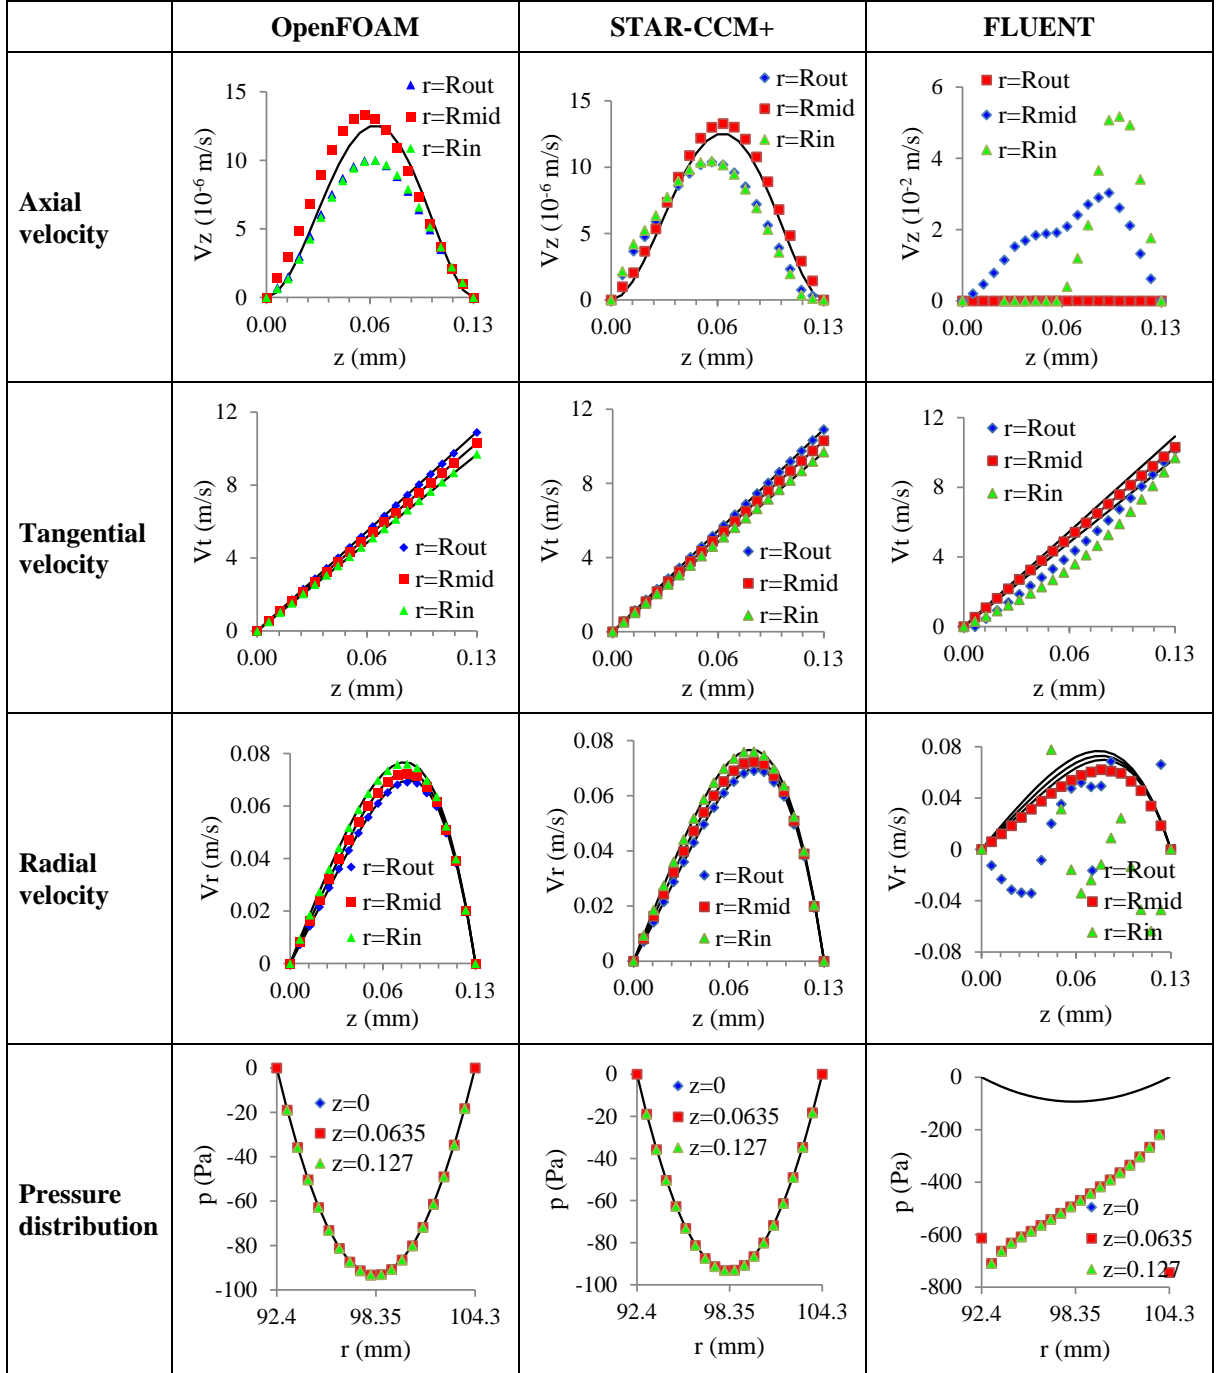 OpenFOAM STAR-CCM+ FLUENT
Axial
velocity
Vz (10⁻⁶ m/s)
15
10
5
0
0.00 0.06 0.13
z (mm)
r=Rout
r=Rmid
r=Rin
Vz (10⁻⁶ m/s)
15
10
5
0
0.00 0.06 0.13
z (mm)
r=Rout
r=Rmid
r=Rin
Vz (10⁻² m/s)
6
4
2
0
0.00 0.06 0.13
z (mm)
r=Rout
r=Rmid
r=Rin
Tangential
velocity
Vt (m/s)
12
8
4
0
0.00 0.06 0.13
z (mm)
r=Rout
r=Rmid
r=Rin
Vt (m/s)
12
8
4
0
0.00 0.06 0.13
z (mm)
r=Rout
r=Rmid
r=Rin
Vt (m/s)
12
8
4
0
0.00 0.06 0.13
z (mm)
r=Rout
r=Rmid
r=Rin
Radial
velocity
Vr (m/s)
0.08
0.06
0.04
0.02
0
0.00 0.06 0.13
z (mm)
r=Rout
r=Rmid
r=Rin
Vr (m/s)
0.08
0.06
0.04
0.02
0
0.00 0.06 0.13
z (mm)
r=Rout
r=Rmid
r=Rin
Vr (m/s)
0.08
0.04
0
-0.04
-0.08
0.00 0.06 0.13
z (mm)
r=Rout
r=Rmid
r=Rin
Pressure
distribution
p (Pa)
0
-20
-40
-60
-80
-100
92.4 98.35 104.3
r (mm)
z=0
z=0.0635
z=0.127
p (Pa)
0
-20
-40
-60
-80
-100
92.4 98.35 104.3
r (mm)
z=0
z=0.0635
z=0.127
p (Pa)
0
-200
-400
-600
-800
92.4 98.35 104.3
r (mm)
z=0
z=0.0635
z=0.127